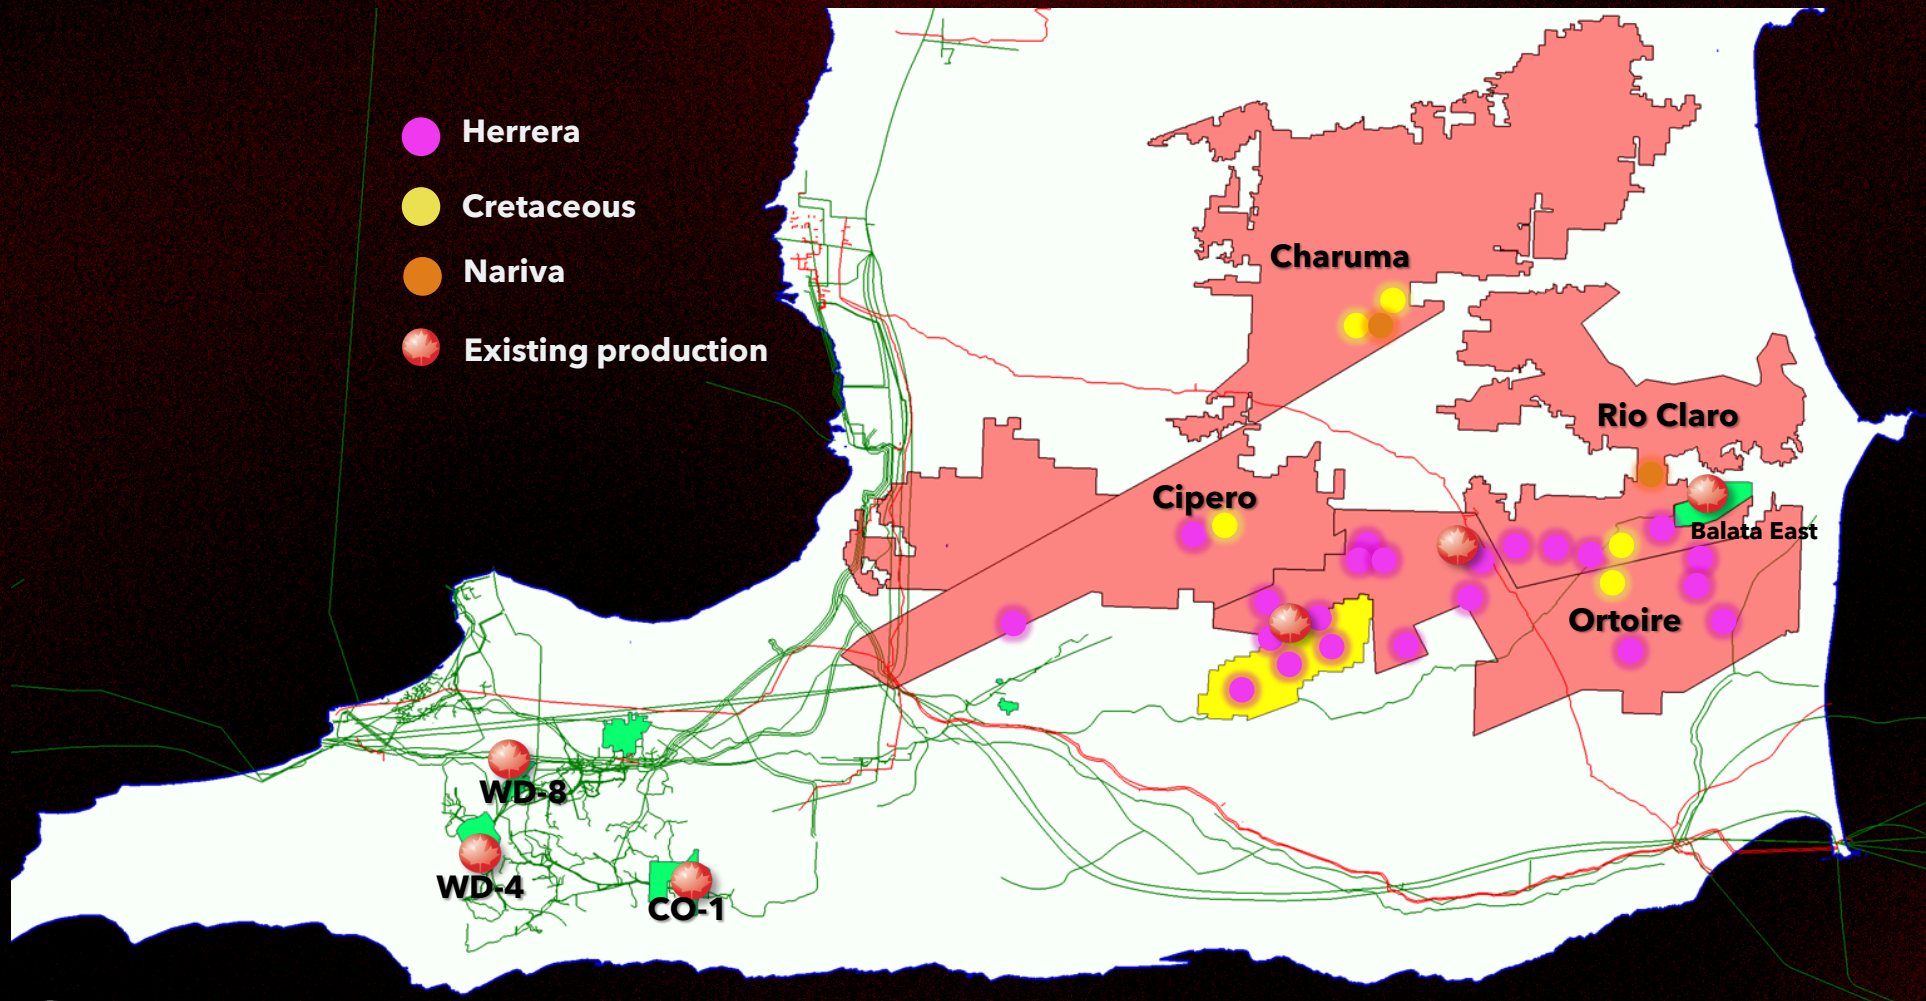 Herrera
Cretaceous
Nariva
Existing production
Charuma
Rio Claro
Cipero
Balata East
Ortoire
WD-8
WD-4
CO-1